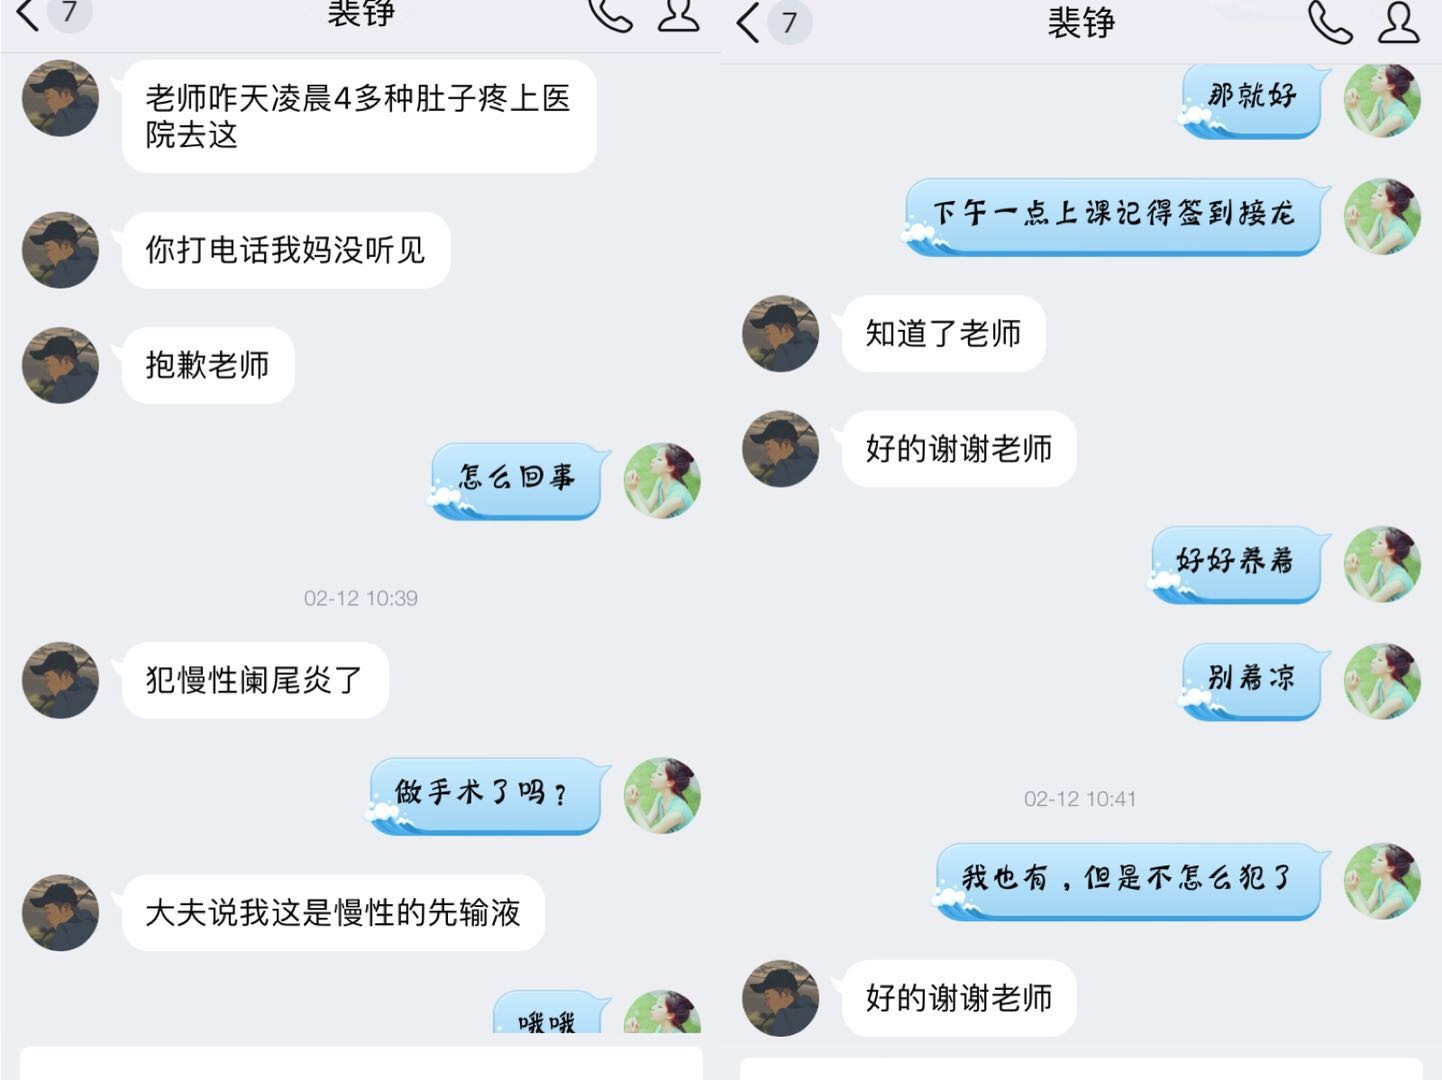 7
裴铮
老师昨天凌晨4多种肚子疼上医
院去这
你打电话我妈没听见
抱歉老师
怎么回事
02-12 10:39
犯慢性阑尾炎了
做手术了吗？
大夫说我这是慢性的先输液
哦哦
7
裴铮
那就好
下午一点上课记得签到接龙
知道了老师
好的谢谢老师
好好养着
别着凉
02-12 10:41
我也有，但是不怎么犯了
好的谢谢老师